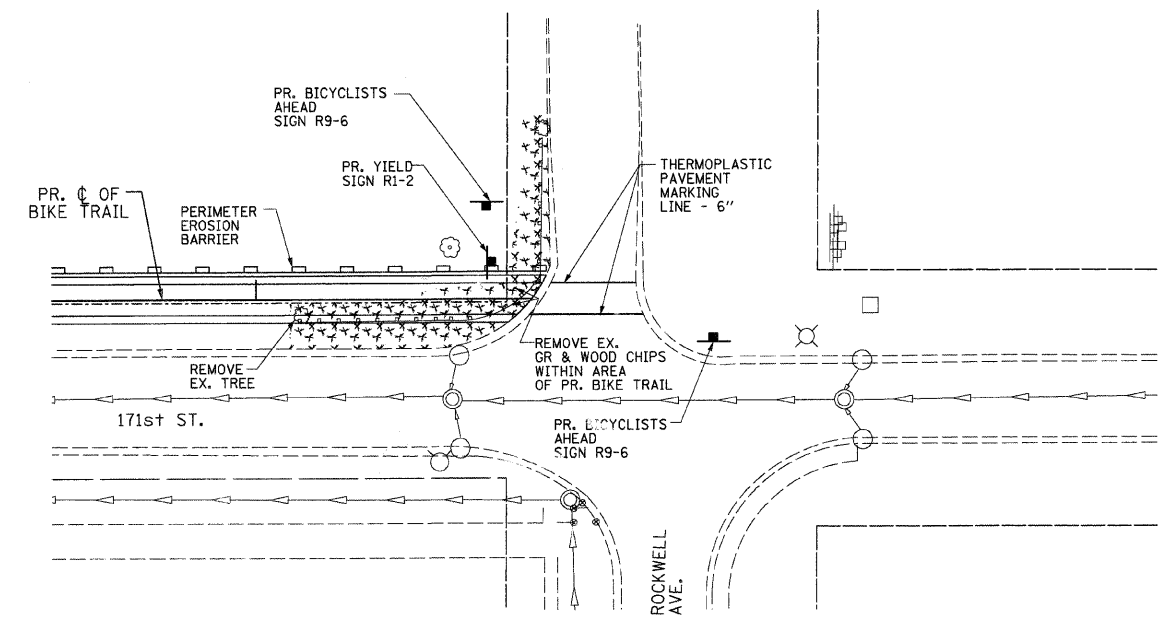 PR. BICYCLISTS
AHEAD
SIGN R9-6
PR. YIELD
SIGN R1-2
THERMOPLASTIC
PAVEMENT
MARKING
LINE - 6"
PR. ℄ OF
BIKE TRAIL
PERIMETER
EROSION
BARRIER
REMOVE EX.
GR & WOOD CHIPS
WITHIN AREA
OF PR. BIKE TRAIL
REMOVE
EX. TREE
171st ST.
PR. BICYCLISTS
AHEAD
SIGN R9-6
ROCKWELL
AVE.